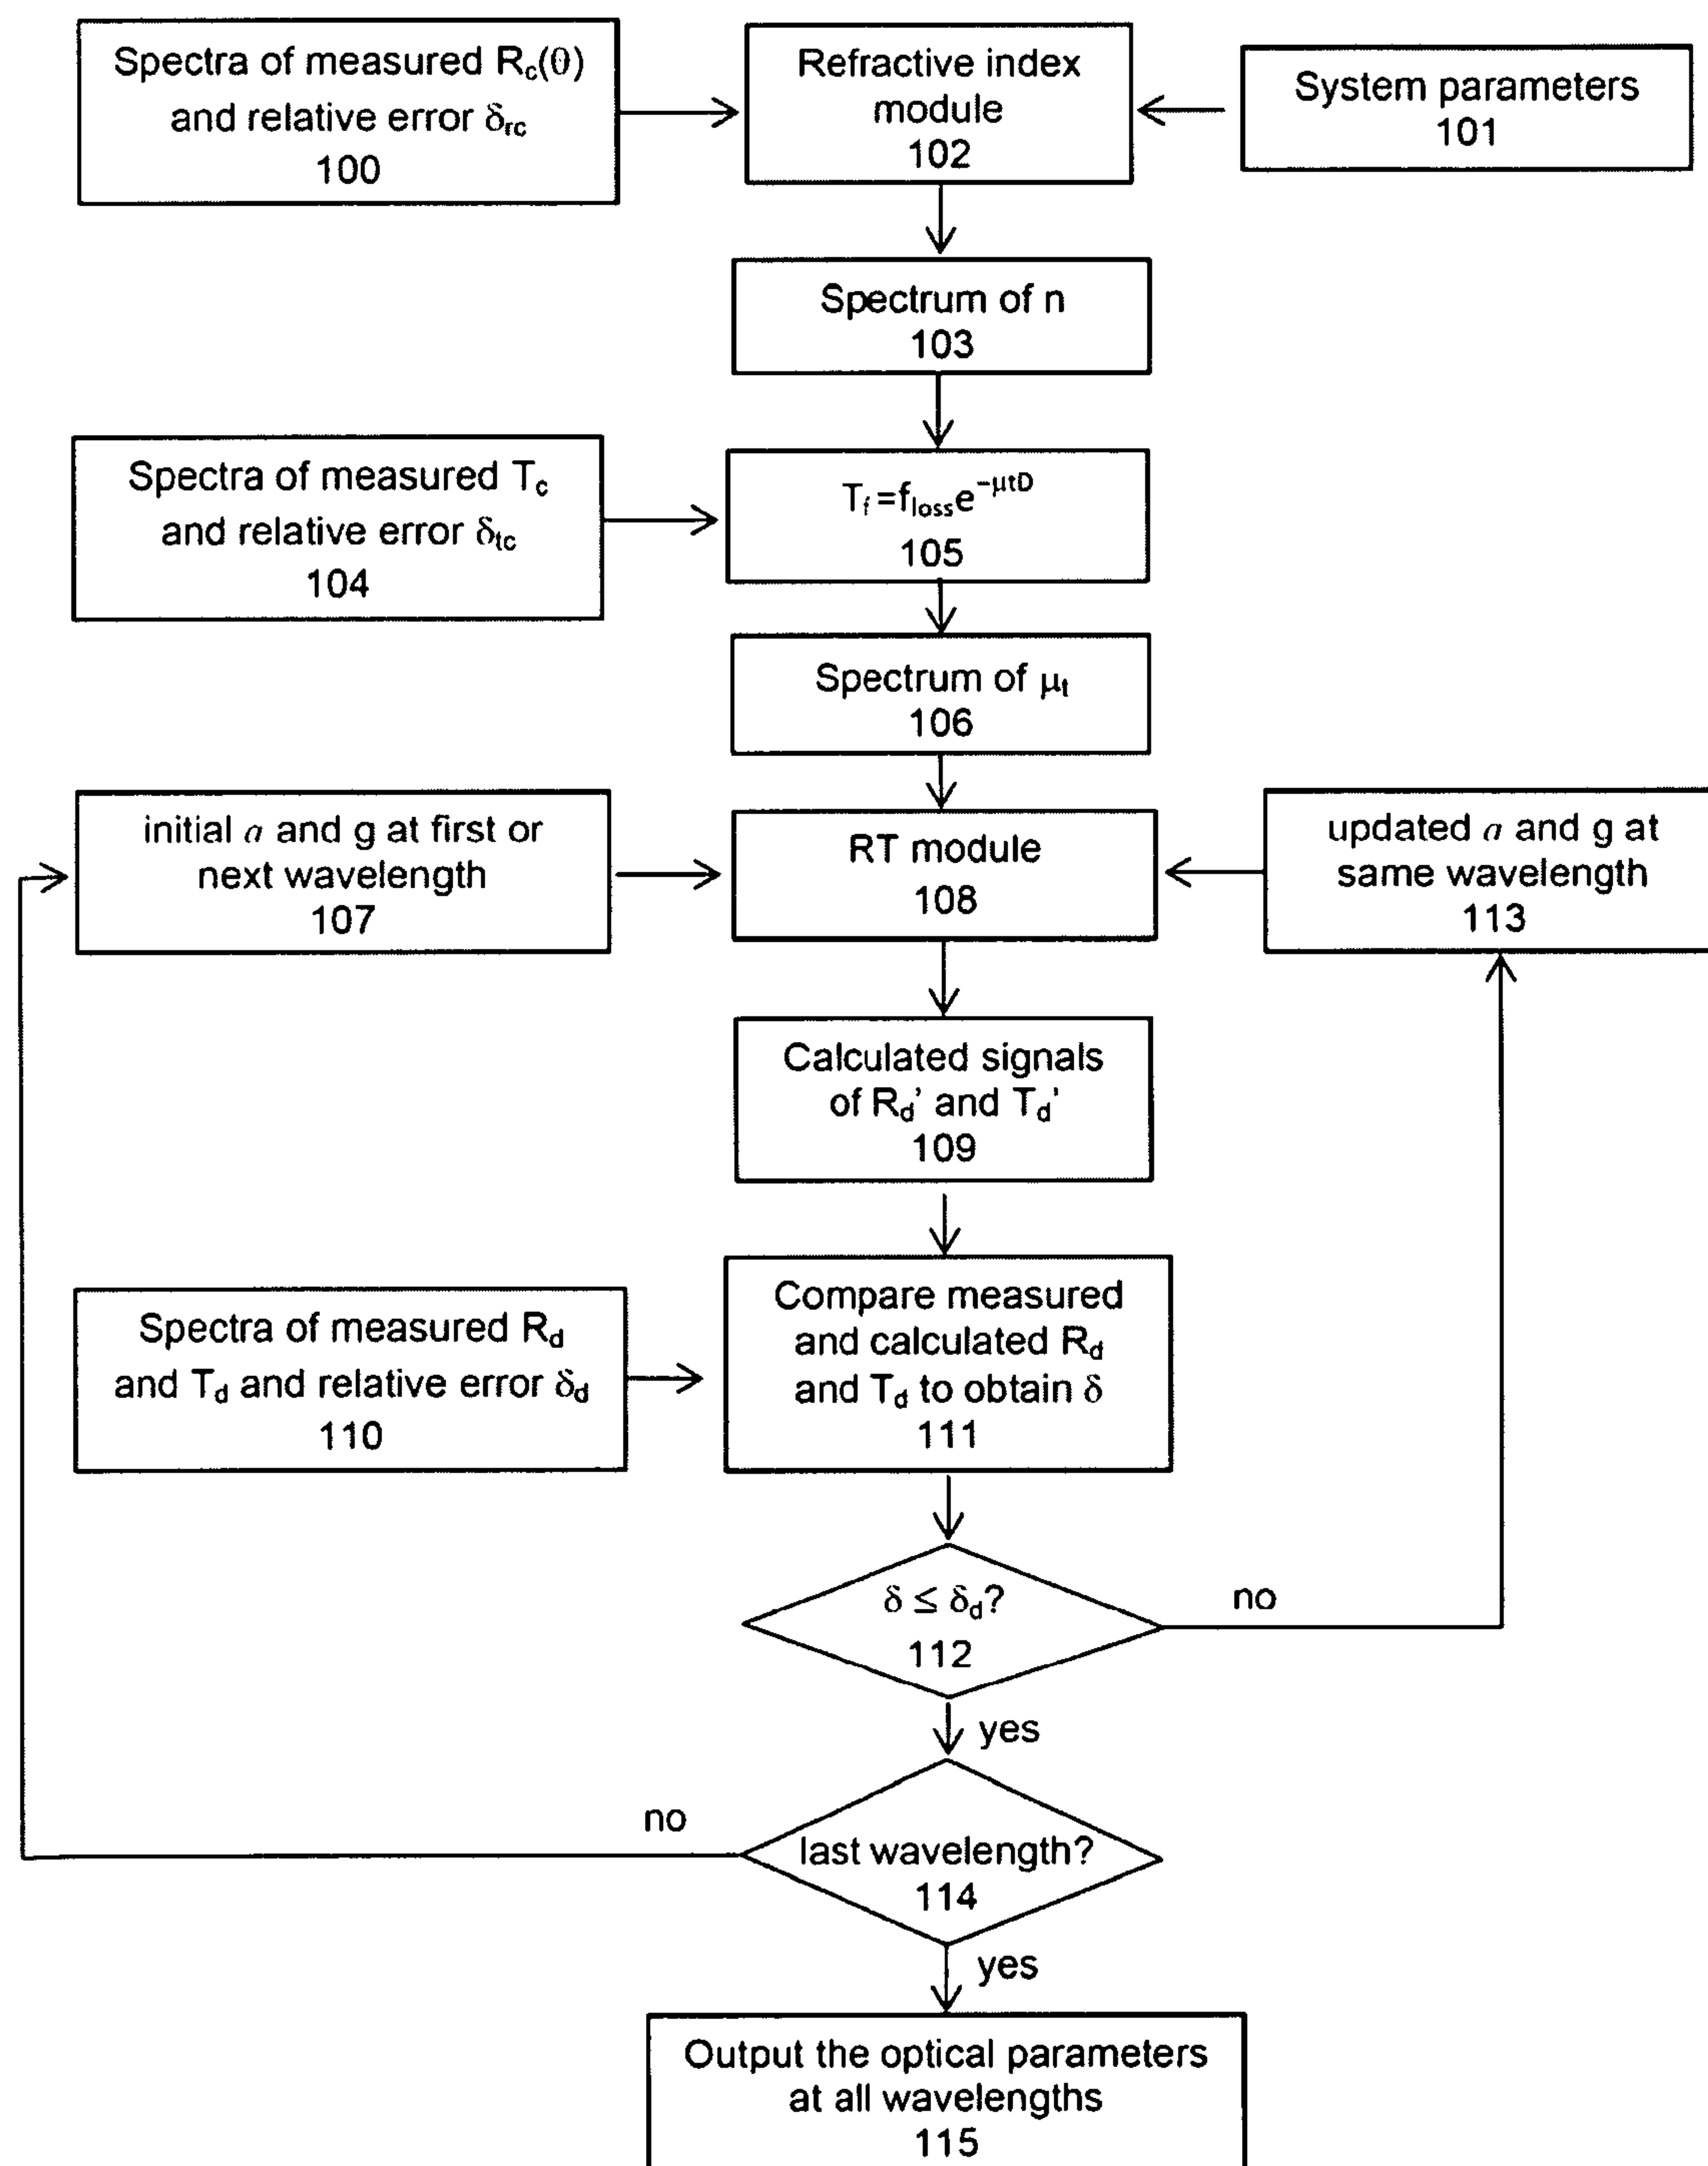 Spectra of measured Rc(θ)
and relative error δrc
100
Refractive index
module
102
System parameters
101
Spectrum of n
103
Spectra of measured Tc
and relative error δtc
104
Tf=floss e^-μtD
105
Spectrum of μt
106
initial a and g at first or
next wavelength
107
RT module
108
updated a and g at
same wavelength
113
Calculated signals
of Rd' and Td'
109
Spectra of measured Rd
and Td and relative error δd
110
Compare measured
and calculated Rd
and Td to obtain δ
111
δ ≤ δd?
112
no
yes
no
last wavelength?
114
yes
Output the optical parameters
at all wavelengths
115